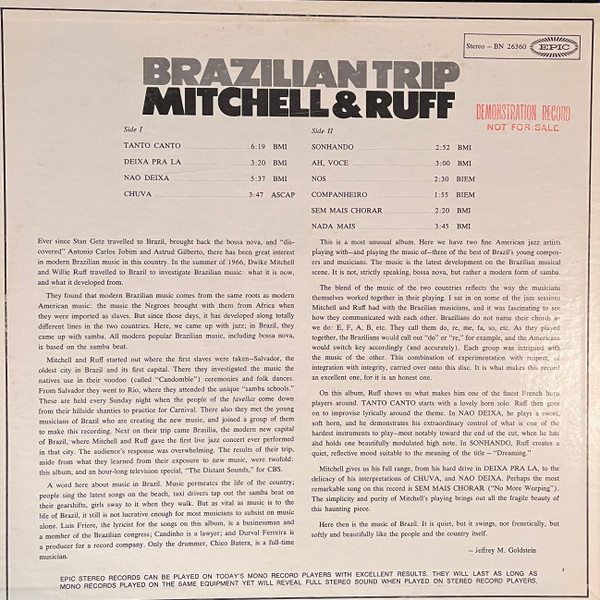 Stereo – BN 26360 EPIC
BRAZILIAN TRIP
MITCHELL & RUFF
DEMONSTRATION RECORD
NOT FOR SALE
Side I
TANTO CANTO 6:19 BMI
DEIXA PRA LA 3:20 BMI
NAO DEIXA 5:37 BMI
CHUVA 3:47 ASCAP
Side II
SONHANDO 2:52 BMI
AH, VOCE 3:00 BMI
NOS 2:30 BIEM
COMPANHEIRO 1:55 BIEM
SEM MAIS CHORAR 2:20 BMI
NADA MAIS 3:45 BMI
Ever since Stan Getz travelled to Brazil, brought back the bossa nova, and "dis-
covered" Antonio Carlos Jobim and Astrud Gilberto, there has been great interest
in modern Brazilian music in this country. In the summer of 1966, Dwike Mitchell
and Willie Ruff travelled to Brazil to investigate Brazilian music: what it is now,
and what it developed from.
They found that modern Brazilian music comes from the same roots as modern
American music: the music the Negroes brought with them from Africa when
they were imported as slaves. But since those days, it has developed along totally
different lines in the two countries. Here, we came up with jazz; in Brazil, they
came up with samba. All modern popular Brazilian music, including bossa nova,
is based on the samba beat.
Mitchell and Ruff started out where the first slaves were taken—Salvador, the
oldest city in Brazil and its first capital. There they investigated the music the
natives use in their voodoo (called "Candomble") ceremonies and folk dances.
From Salvador they went to Rio, where they attended the unique "samba schools."
These are held every Sunday night when the people of the favellas come down
from their hillside shanties to practice for Carnival. There also they met the young
musicians of Brazil who are creating the new music, and joined a group of them
to make this recording. Next on their trip came Brasilia, the modern new capital
of Brazil, where Mitchell and Ruff gave the first live jazz concert ever performed
in that city. The audience's response was overwhelming. The results of their trip,
aside from what they learned from their exposure to new music, were twofold:
this album, and an hour-long television special, "The Distant Sounds," for CBS.
A word here about music in Brazil. Music permeates the life of the country;
people sing the latest songs on the beach, taxi drivers tap out the samba beat on
their gearshifts, girls sway to it when they walk. But as vital as music is to the
life of Brazil, it still is not lucrative enough for most musicians to subsist on music
alone. Luis Friere, the lyricist for the songs on this album, is a businessman and
a member of the Brazilian congress; Candinho is a lawyer; and Durval Ferreira is
a producer for a record company. Only the drummer, Chico Batera, is a full-time
musician.
This is a most unusual album. Here we have two fine American jazz artists
playing with—and playing the music of—three of the best of Brazil's young compos-
ers and musicians. The music is the latest development on the Brazilian musical
scene. It is not, strictly speaking, bossa nova, but rather a modern form of samba.
The blend of the music of the two countries reflects the way the musicians
themselves worked together in their playing. I sat in on some of the jam sessions
Mitchell and Ruff had with the Brazilian musicians, and it was fascinating to see
how they communicated with each other. Brazilians do not name their chords as
we do: E, F, A, B, etc. They call them do, re, me, fa, so, etc. As they played
together, the Brazilians would call out "do" or "re," for example, and the Americans
would switch key accordingly (and accurately). Each group was intrigued with
the music of the other. This combination of experimentation with respect, of
integration with integrity, carried over onto this disc. It is what makes this record
an excellent one, for it is an honest one.
On this album, Ruff shows us what makes him one of the finest French horn
players around. TANTO CANTO starts with a lovely horn solo. Ruff then goes
on to improvise lyrically around the theme. In NAO DEIXA, he plays a sweet,
soft horn, and he demonstrates his extraordinary control of what is one of the
hardest instruments to play—most notably toward the end of the cut, when he hits
and holds one beautifully modulated high note. In SONHANDO, Ruff creates a
quiet, reflective mood suitable to the meaning of the title — "Dreaming."
Mitchell gives us his full range, from his hard drive in DEIXA PRA LA, to the
delicacy of his interpretations of CHUVA, and NAO DEIXA. Perhaps the most
remarkable song on this record is SEM MAIS CHORAR ("No More Weeping").
The simplicity and purity of Mitchell's playing brings out all the fragile beauty of
this haunting piece.
Here then is the music of Brazil. It is quiet, but it swings, not frenetically, but
softly and beautifully like the people and the country itself.
– Jeffrey M. Goldstein
EPIC STEREO RECORDS CAN BE PLAYED ON TODAY'S MONO RECORD PLAYERS WITH EXCELLENT RESULTS. THEY WILL LAST AS LONG AS
MONO RECORDS PLAYED ON THE SAME EQUIPMENT YET WILL REVEAL FULL STEREO SOUND WHEN PLAYED ON STEREO RECORD PLAYERS.